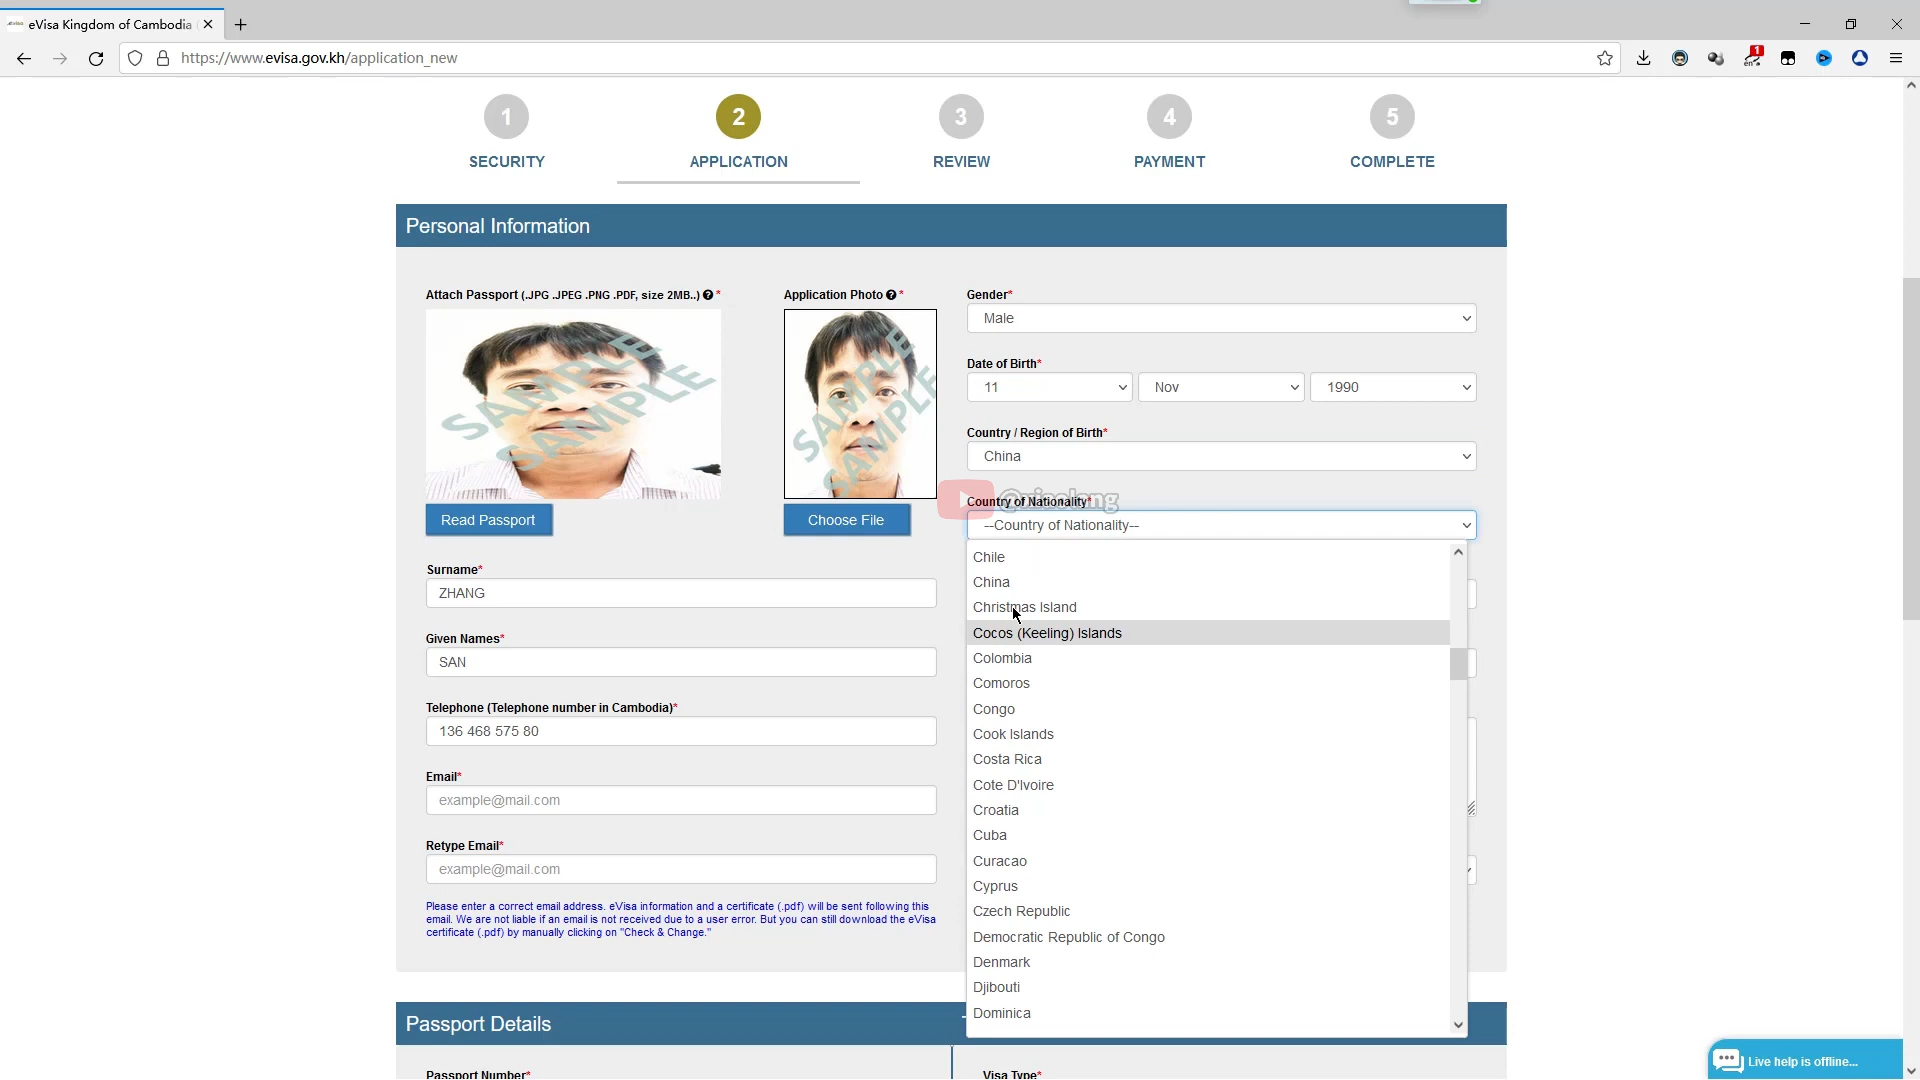 eVisa Kingdom of Cambodia
https://www.evisa.gov.kh/application_new
1
en
1
2
3
4
5
SECURITY
APPLICATION
REVIEW
PAYMENT
COMPLETE
Personal Information
Attach Passport (.JPG .JPEG .PNG .PDF, size 2MB..) ? *
Application Photo ? *
SAMPLE
SAMPLE
SAMPLE
SAMPLE
Read Passport
Choose File
Gender*
Male
Date of Birth*
11
Nov
1990
Country / Region of Birth*
China
Country of Nationality*
@xiaolang
--Country of Nationality--
Chile
China
Christmas Island
Cocos (Keeling) Islands
Colombia
Comoros
Congo
Cook Islands
Costa Rica
Cote D'Ivoire
Croatia
Cuba
Curacao
Cyprus
Czech Republic
Democratic Republic of Congo
Denmark
Djibouti
Dominica
Surname*
ZHANG
Given Names*
SAN
Telephone (Telephone number in Cambodia)*
136 468 575 80
Email*
example@mail.com
Retype Email*
example@mail.com
Please enter a correct email address. eVisa information and a certificate (.pdf) will be sent following this
email. We are not liable if an email is not received due to a user error. But you can still download the eVisa
certificate (.pdf) by manually clicking on "Check & Change."
Passport Details
Passport Number*
Visa Type*
Live help is offline...